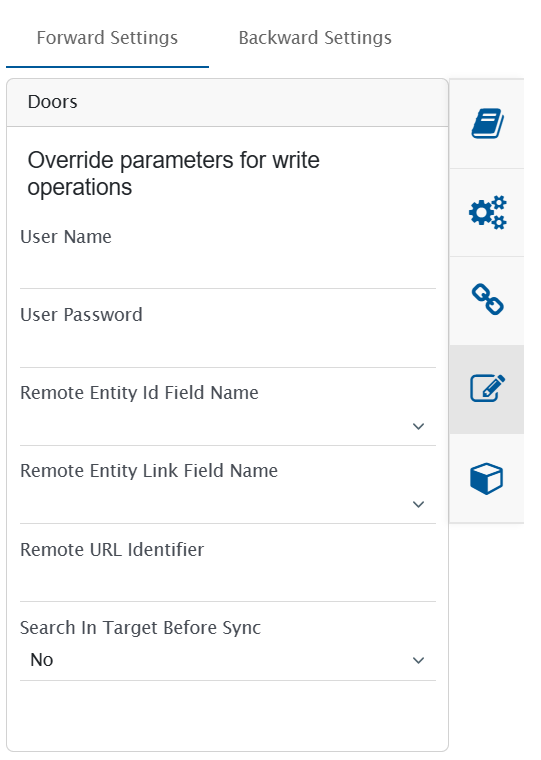 Forward Settings
Backward Settings
Doors
Override parameters for write
operations
User Name
User Password
Remote Entity Id Field Name
Remote Entity Link Field Name
Remote URL Identifier
Search In Target Before Sync
No